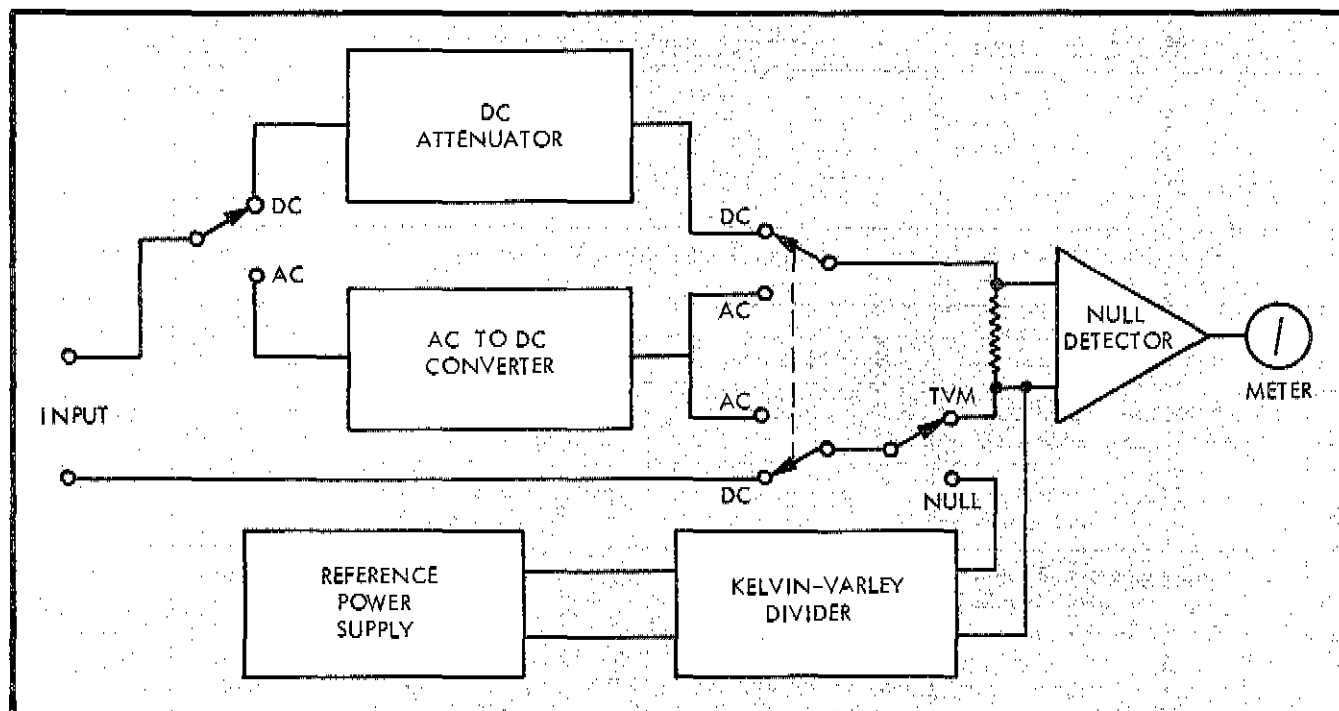 DC
ATTENUATOR
DC
DC
AC
AC
AC TO DC
CONVERTER
NULL
DETECTOR
AC
TVM
METER
INPUT
DC
NULL
REFERENCE
POWER
SUPPLY
KELVIN-VARLEY
DIVIDER